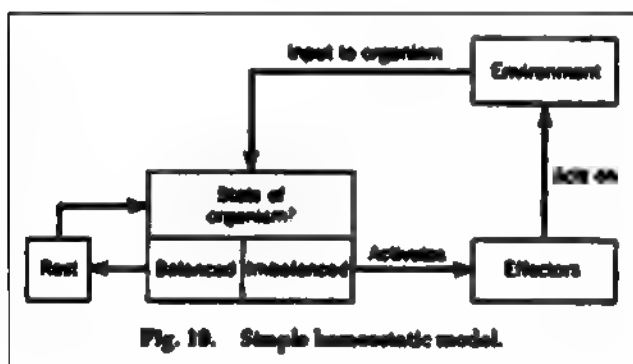 Input to organism
Environment
State of
organism?
Acts on
Rest
Balanced
Imbalanced
Activates
Effectors
Fig. 10. Simple homeostatic model.